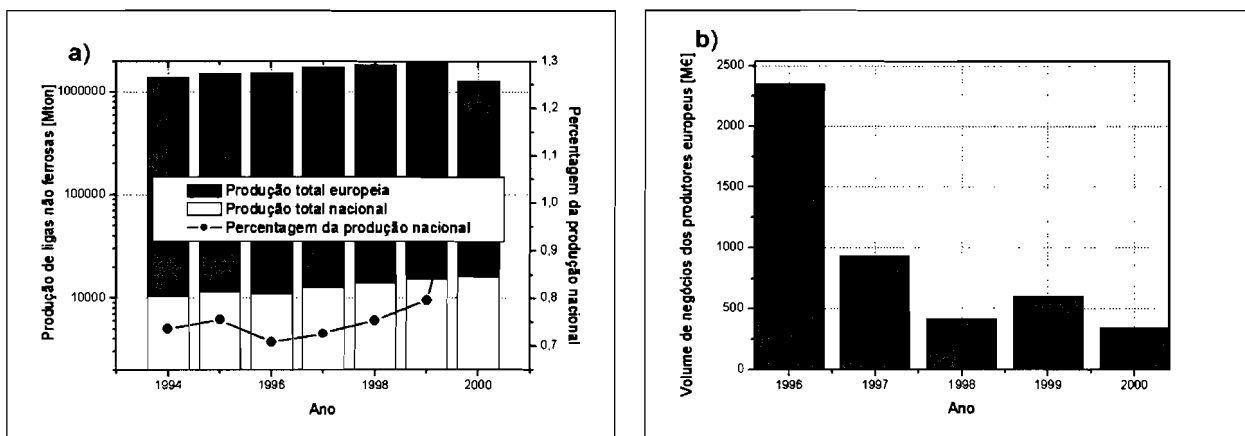 a)
Produção de ligas não ferrosas [Mton]
1000000
100000
10000
Produção total europeia
Produção total nacional
Percentagem da produção nacional
1,3
1,2
1,1
1,0
0,9
0,8
0,7
Percentagem da produção nacional
1994
1996
1998
2000
Ano
b)
Volume de negócios dos produtores europeus [M€]
2500
2000
1500
1000
500
0
1996
1997
1998
1999
2000
Ano